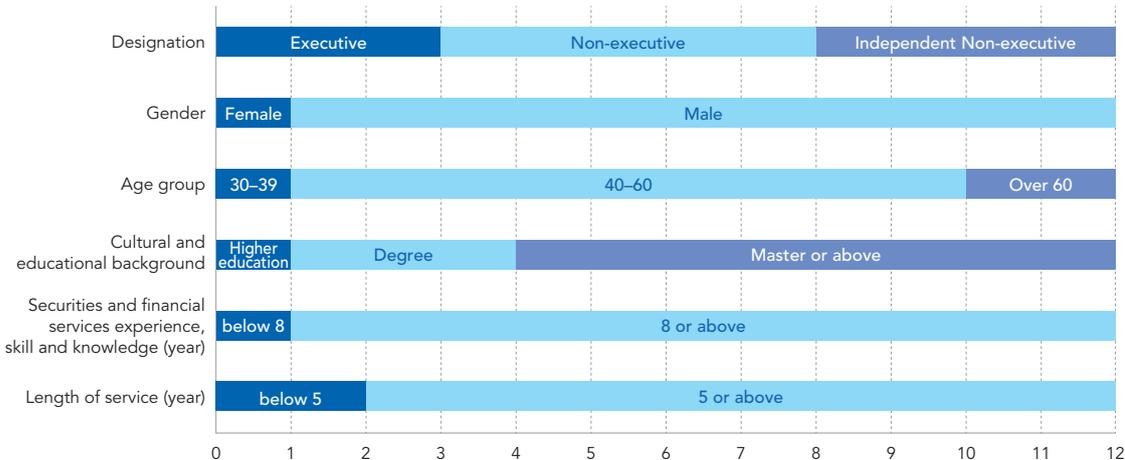 Designation
Executive
Non-executive
Independent Non-executive
Gender
Female
Male
Age group
30–39
40–60
Over 60
Cultural and
educational background
Higher
education
Degree
Master or above
Securities and financial
services experience,
skill and knowledge (year)
below 8
8 or above
Length of service (year)
below 5
5 or above
0 1 2 3 4 5 6 7 8 9 10 11 12